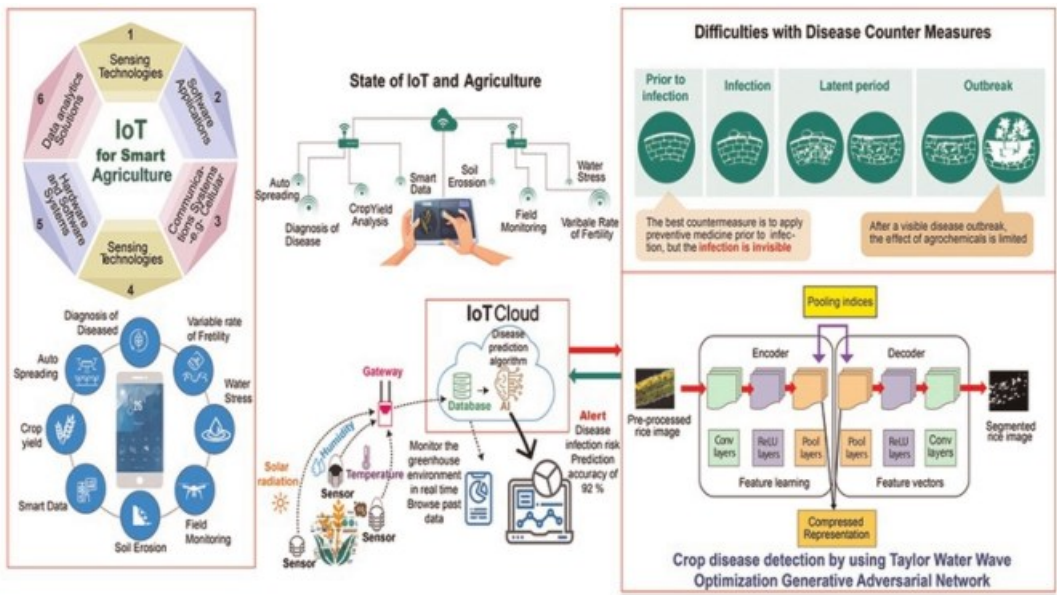 1
Sensing
Technologies
2
Software
Applications
6
Data analytics
Solutions
IoT
for Smart
Agriculture
5
Hardware
and Software
Systems
Communica-
tions Systems
-e.g- Cellular
3
Sensing
Technologies
4
Diagnosis of
Diseased
Variable rate
of Fretility
Auto
Spreading
Water
Stress
Crop
yield
Smart Data
Field
Monitoring
Soil Erosion
State of IoT and Agriculture
Auto
Spreading
Diagnosis of
Disease
CropYield
Analysis
Smart
Data
Soil
Erosion
Field
Monitoring
Water
Stress
Varibale Rate
of Fertility
IoT Cloud
Disease
prediction
algorithm
Database
AI
Gateway
Humidity
Temperature
Solar
radiation
Sensor
Sensor
Sensor
Monitor the
greenhouse
environment
in real time
Browse past
data
Alert
Disease
infection risk
Prediction
accuracy of
92 %
Difficulties with Disease Counter Measures
Prior to
infection
Infection
Latent period
Outbreak
The best countermeasure is to apply
preventive medicine prior to infec-
tion, but the infection is invisible
After a visible disease outbreak,
the effect of agrochemicals is limited
Pooling indices
Encoder
Decoder
Pre-processed
rice image
Conv
layers
ReLU
layers
Pool
layers
Pool
layers
ReLU
layers
Conv
layers
Segmented
rice image
Feature learning
Feature vectors
Compressed
Representation
Crop disease detection by using Taylor Water Wave
Optimization Generative Adversarial Network